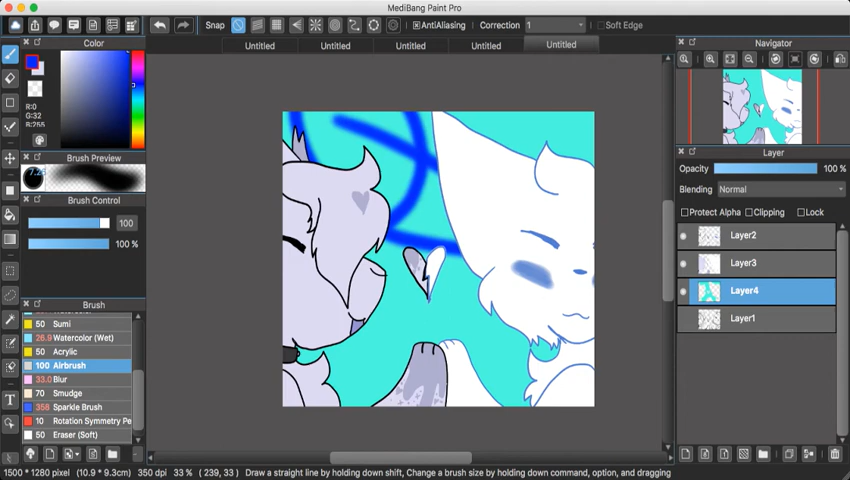 MediBang Paint Pro
Snap
AntiAliasing
Correction
1
Soft Edge
Untitled
Untitled
Untitled
Untitled
Untitled
Color
R:0
G:32
B:255
Brush Preview
Brush Control
100
100 %
Brush
50 Sumi
26.9 Watercolor (Wet)
50 Acrylic
100 Airbrush
33.0 Blur
70 Smudge
358 Sparkle Brush
10 Rotation Symmetry Pe
50 Eraser (Soft)
Navigator
Layer
Opacity
100 %
Blending
Normal
Protect Alpha
Clipping
Lock
Layer2
Layer3
Layer4
Layer1
1500 * 1280 pixel (10.9 * 9.3cm) 350 dpi 33 % ( 239, 33 ) Draw a straight line by holding down shift, Change a brush size by holding down command, option, and dragging